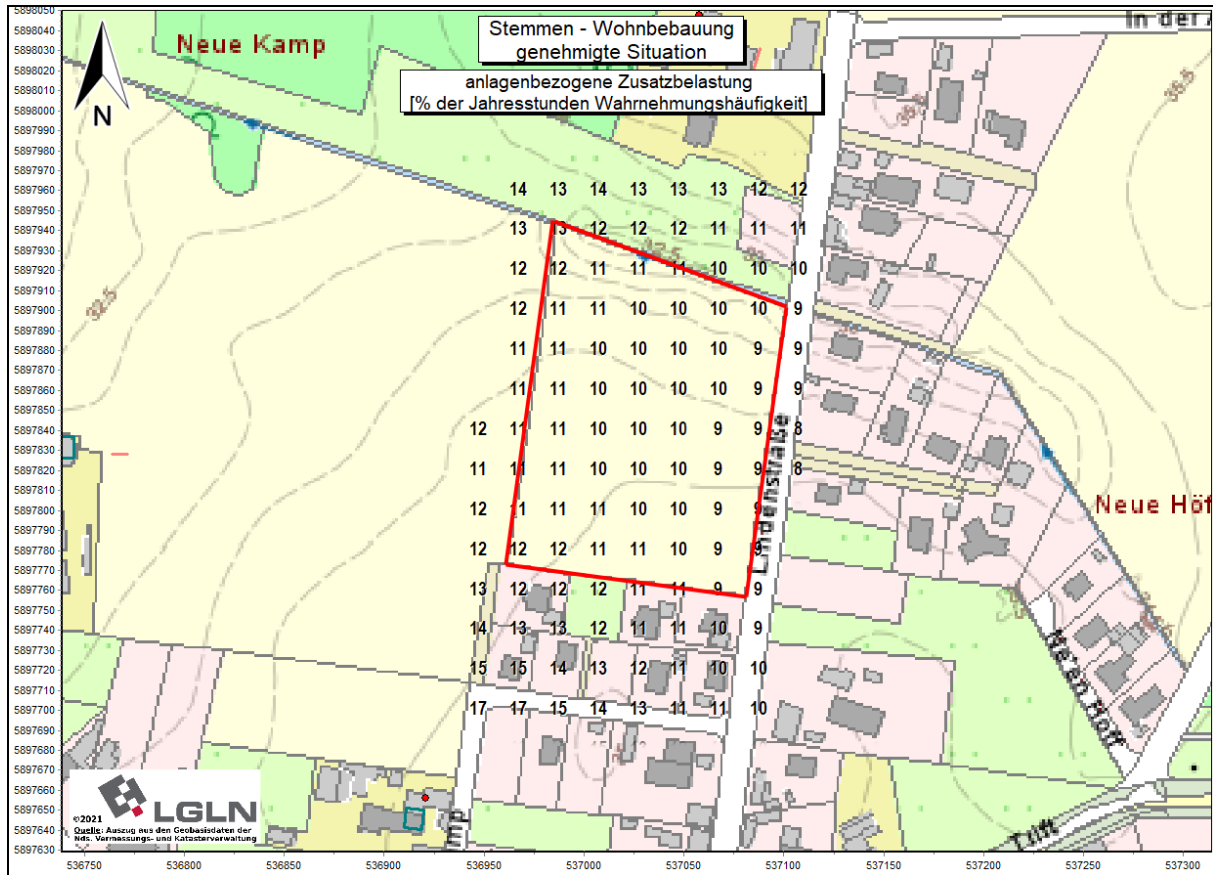 Stemmen - Wohnbebauung
genehmigte Situation
anlagenbezogene Zusatzbelastung
[% der Jahresstunden Wahrnehmungshäufigkeit]
Neue Kamp
N
In der
5898050
5898040
5898030
5898020
5898010
5898000
5897990
5897980
5897970
5897960
5897950
5897940
5897930
5897920
5897910
5897900
5897890
5897880
5897870
5897860
5897850
5897840
5897830
5897820
5897810
5897800
5897790
5897780
5897770
5897760
5897750
5897740
5897730
5897720
5897710
5897700
5897690
5897680
5897670
5897660
5897650
5897640
5897630
14 13 14 13 13 13 12 12
13 13 12 12 12 11 11 11
12 12 11 11 11 10 10 10
12 11 11 10 10 10 10 9
11 11 10 10 10 10 9 9
11 11 10 10 10 10 9 9
12 11 11 10 10 10 9 9 8
11 11 11 10 10 10 9 9 8
12 11 11 11 10 10 9 9
12 12 12 11 11 10 9 9
13 12 12 12 11 11 9 9
14 13 13 12 11 11 10 9
15 15 14 13 12 11 10 10
17 17 15 14 13 11 11 10
32.5
38.5
Lindenstraße
Neue Höf
Ne'en Hoff
Tuft
mp
©2021
LGLN
Quelle: Auszug aus den Geobasisdaten der
Nds. Vermessungs- und Katasterverwaltung
536750 536800 536850 536900 536950 537000 537050 537100 537150 537200 537250 537300